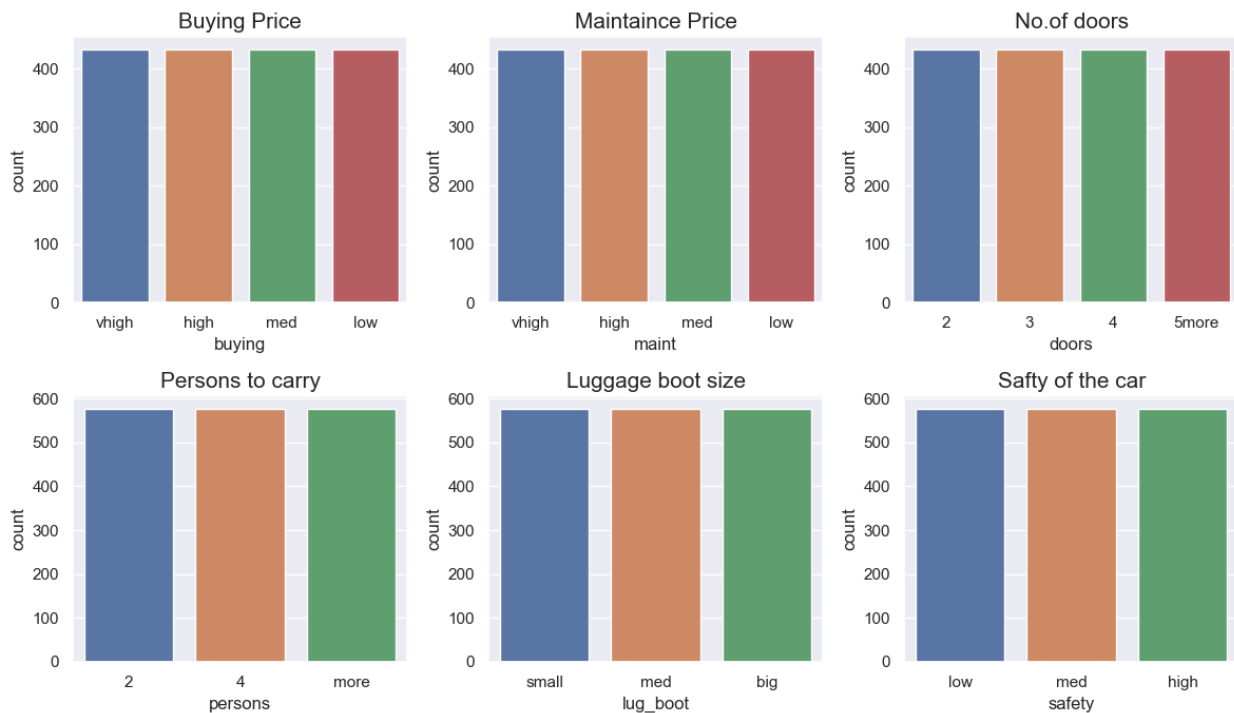 Buying Price
count
400
300
200
100
0
vhigh high med low
buying
Maintaince Price
count
400
300
200
100
0
vhigh high med low
maint
No.of doors
count
400
300
200
100
0
2 3 4 5more
doors
Persons to carry
count
600
500
400
300
200
100
0
2 4 more
persons
Luggage boot size
count
600
500
400
300
200
100
0
small med big
lug_boot
Safty of the car
count
600
500
400
300
200
100
0
low med high
safety